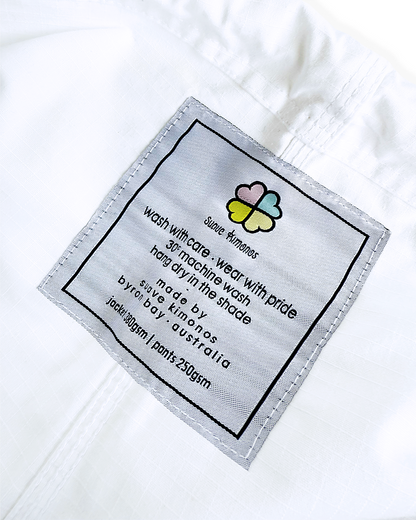 Suave Kimonos
wash with care · wear with pride
30° machine wash
hang dry in the shade
made by
suave kimonos
byron bay . australia
jacket 180gsm | pants 250gsm